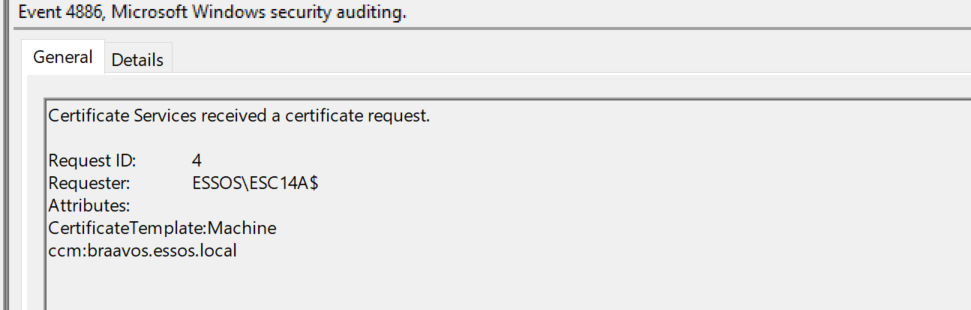 Event 4886, Microsoft Windows security auditing.
General Details
Certificate Services received a certificate request.
Request ID: 4
Requester: ESSOS\ESC14A$
Attributes:
CertificateTemplate:Machine
ccm:braavos.essos.local